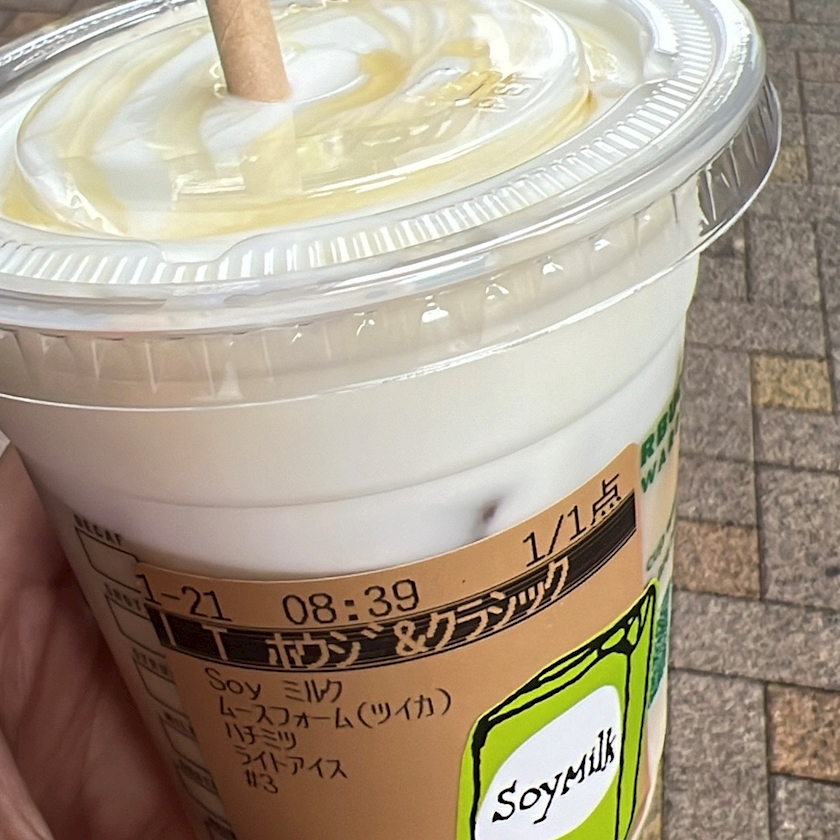 DECAF
1-21 08:39 1/1点
I T ホウジ&クラシック
Soy ミルク
ムースフォーム(ツイカ)
ハチミツ
ライトアイス
#3
SoyMilk